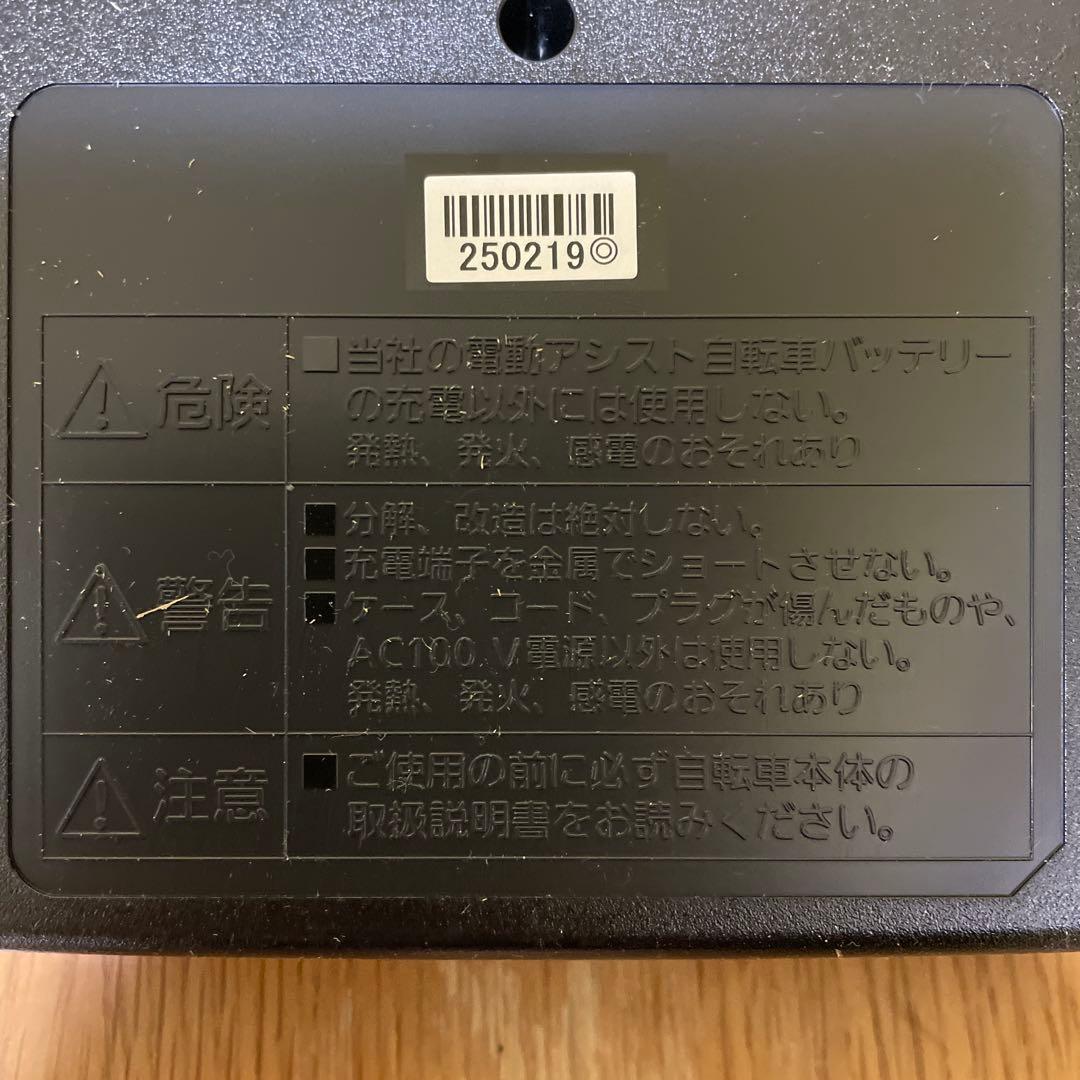 250219◎
危険
■当社の電動アシスト自転車バッテリー
の充電以外には使用しない。
発熱、発火、感電のおそれあり
警告
■分解、改造は絶対しない。
■充電端子を金属でショートさせない。
■ケース、コード、プラグが傷んだものや、
AC100 V電源以外は使用しない。
発熱、発火、感電のおそれあり
注意
■ご使用の前に必ず自転車本体の
取扱説明書をお読みください。